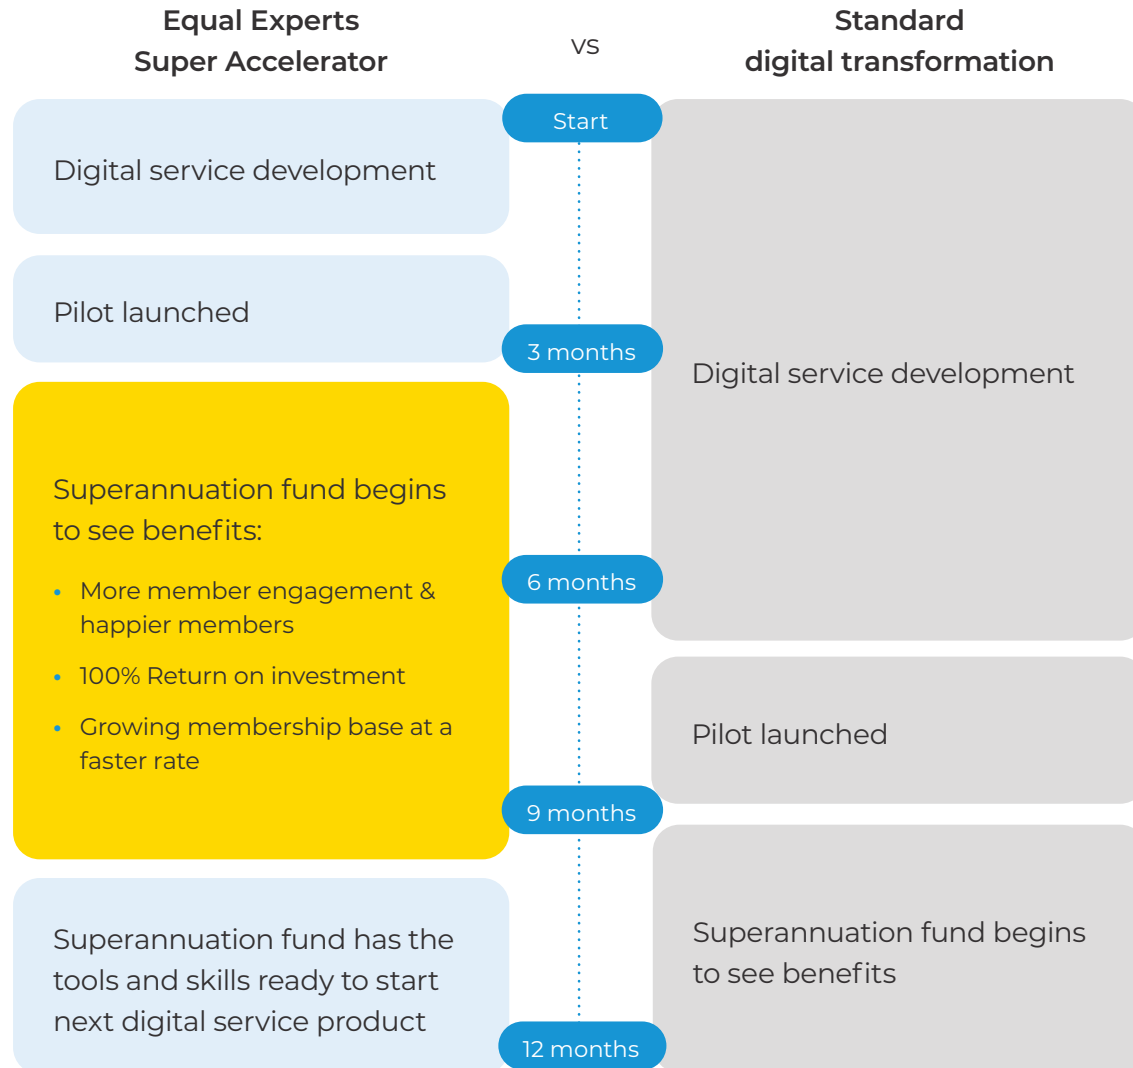 Equal Experts
Super Accelerator
vs
Standard
digital transformation
Start
Digital service development
Pilot launched
3 months
Digital service development
Superannuation fund begins
to see benefits:
• More member engagement &
happier members
• 100% Return on investment
• Growing membership base at a
faster rate
6 months
Pilot launched
9 months
Superannuation fund has the
tools and skills ready to start
next digital service product
Superannuation fund begins
to see benefits
12 months